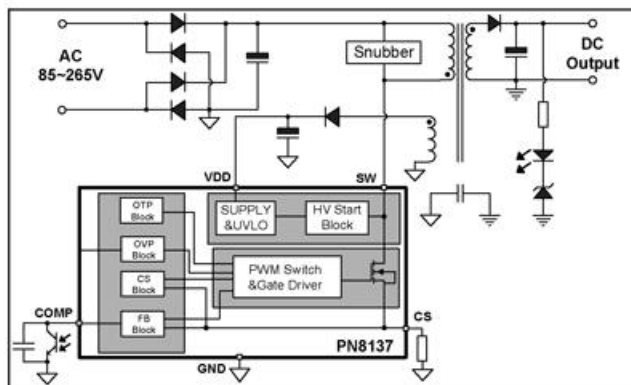 AC
85~265V
Snubber
DC
Output
VDD
SW
OTP
Block
SUPPLY
&UVLO
HV Start
Block
OVP
Block
PWM Switch
&Gate Driver
CS
Block
COMP
FB
Block
CS
PN8137
GND